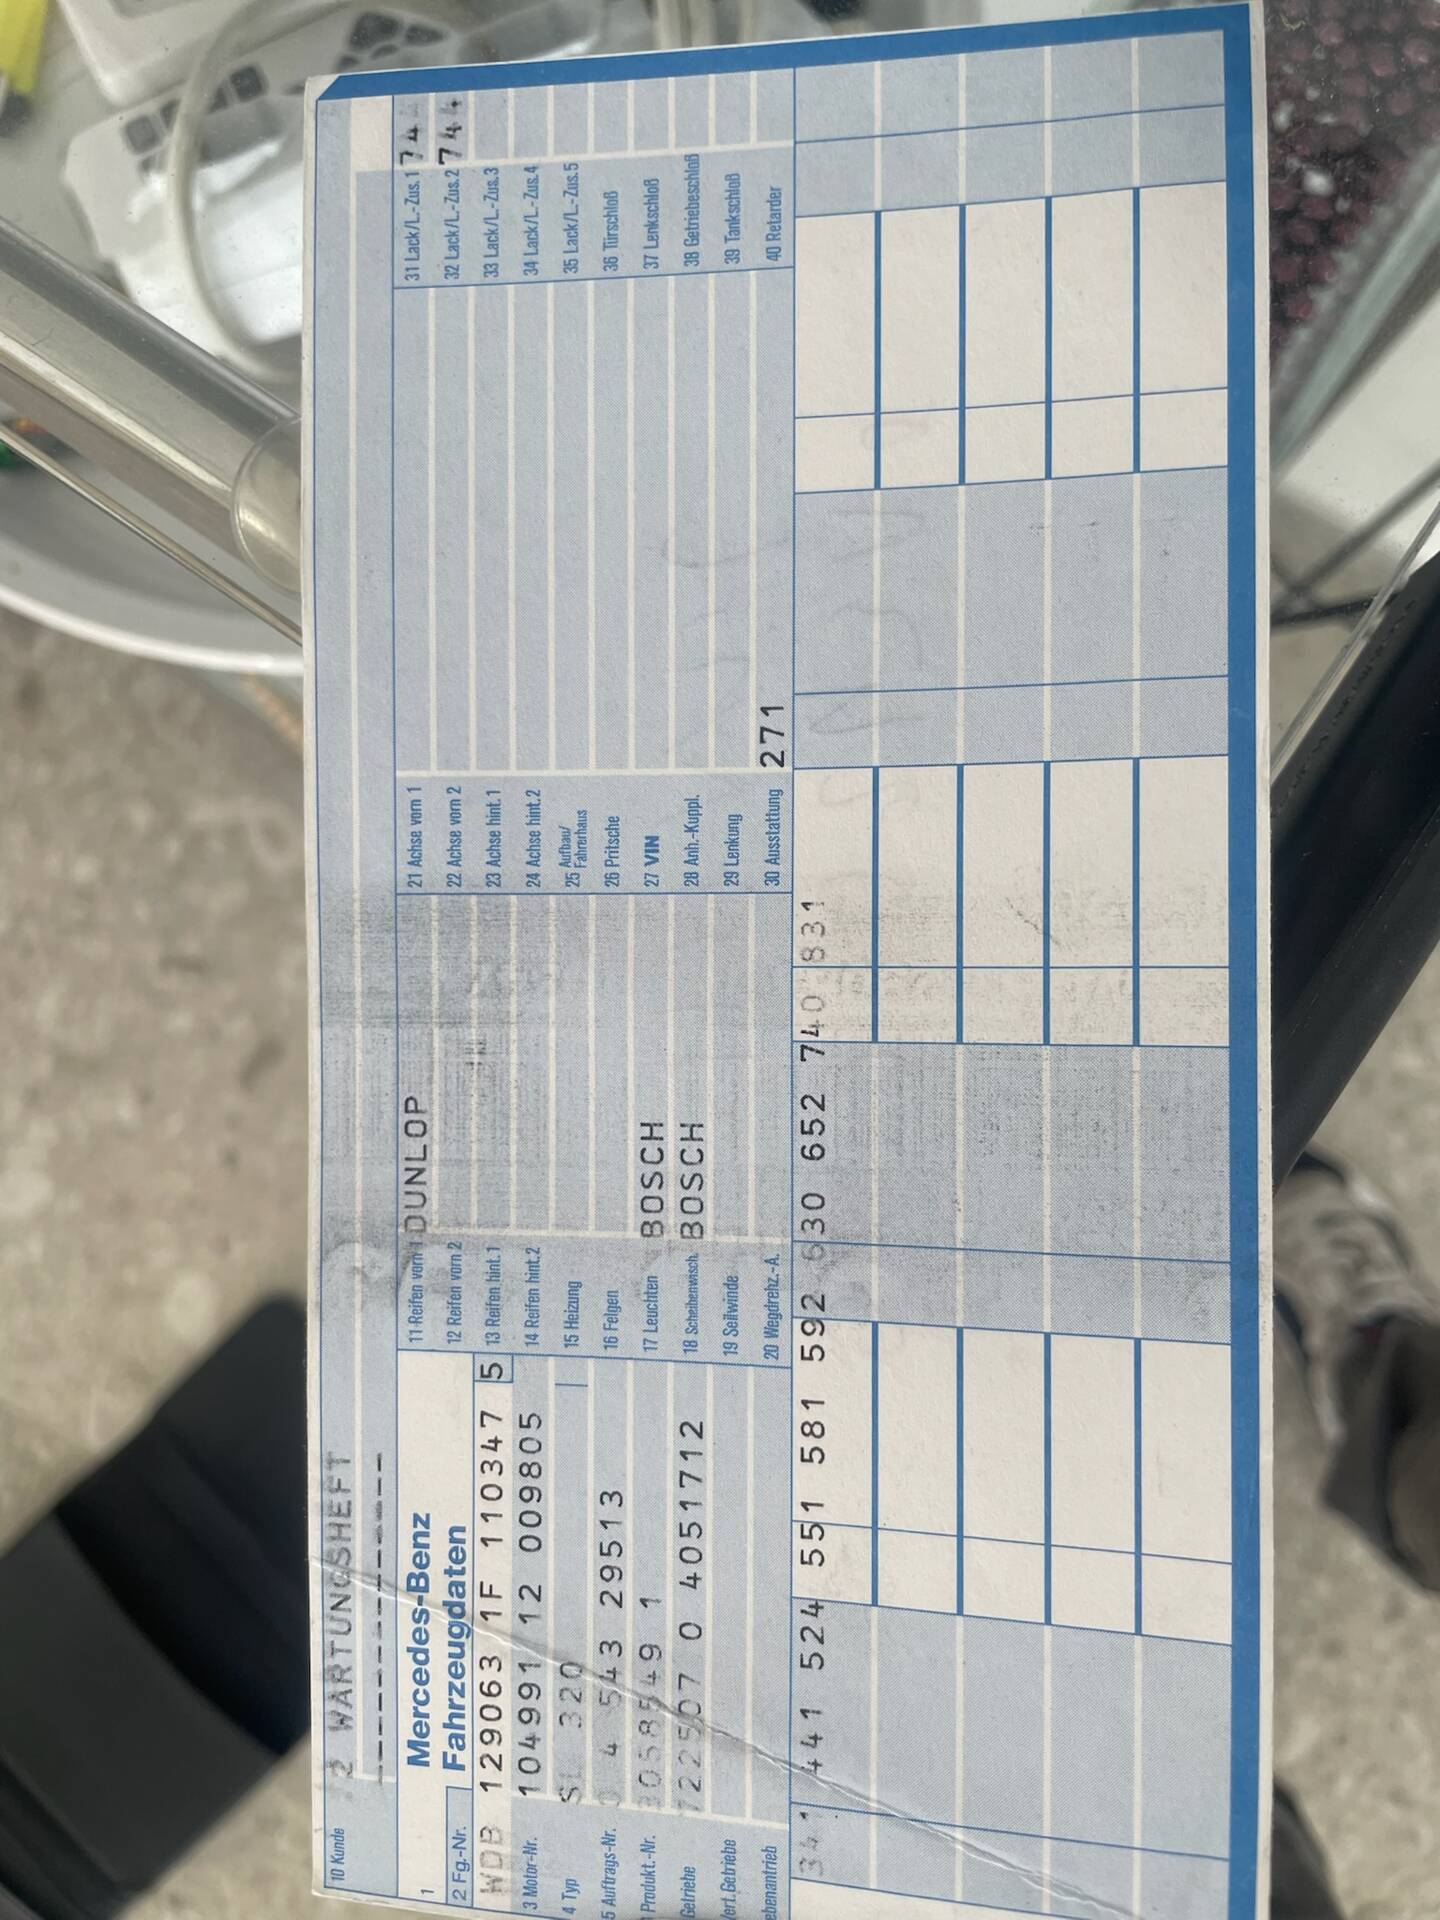 10 Kunde
2 WARTUNGSHEFT
1 Mercedes-Benz
2 Fg.-Nr. Fahrzeugdaten
WDB 129063 1F 110347 5
3 Motor-Nr. 104991 12 009805
4 Typ SL 320
5 Auftrags-Nr. 0 4 543 29513
Produkt.-Nr. 058549 1
Getriebe 722507 0 4051712
Vert.Getriebe
ebenantrieb
11 Reifen vorn 1 DUNLOP
12 Reifen vorn 2
13 Reifen hint.1
14 Reifen hint.2
15 Heizung
16 Felgen
17 Leuchten BOSCH
18 Scheibenwisch. BOSCH
19 Seilwinde
20 Wegdrehz.-A.
21 Achse vorn 1
22 Achse vorn 2
23 Achse hint.1
24 Achse hint.2
25 Aufbau/
Fahrerhaus
26 Pritsche
27 VIN
28 Anh.-Kuppl.
29 Lenkung
30 Ausstattung 271
31 Lack/L.-Zus.1 744
32 Lack/L.-Zus.2 744
33 Lack/L.-Zus.3
34 Lack/L.-Zus.4
35 Lack/L.-Zus.5
36 Türschloß
37 Lenkschloß
38 Getriebeschloß
39 Tankschloß
40 Retarder
341 441 524 551 581 592 630 652 740 831